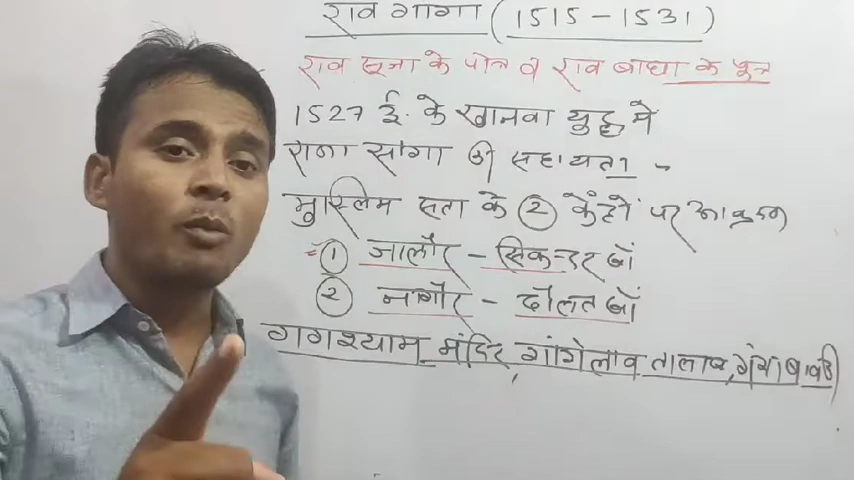 राव गागा (1515-1531)
राव सूजा के पोत्र व राव बाघा के पुत्र
1527 ई. के खानवा युद्ध में
राणा सांगा की सहायता -
मुस्लिम सत्ता के ② केंद्रों पर आक्रमण
① जालौर - सिकन्दर खाँ
② नागौर - दौलत खाँ
गंगश्याम मंदिर, गांगेलाव तालाब, गंगा बावडी